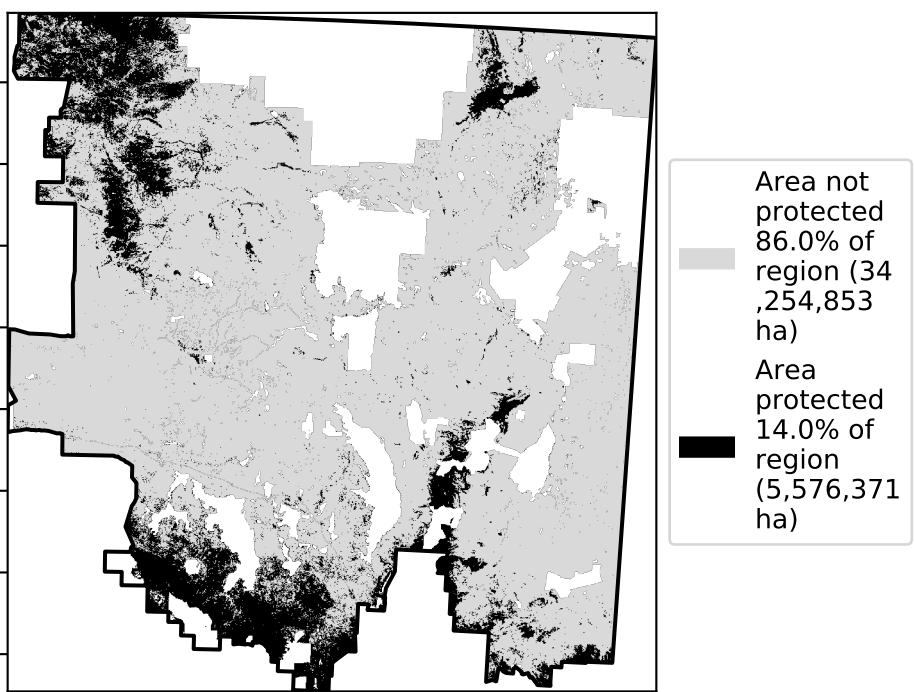 Area not
protected
86.0% of
region (34
,254,853
ha)
Area
protected
14.0% of
region
(5,576,371
ha)